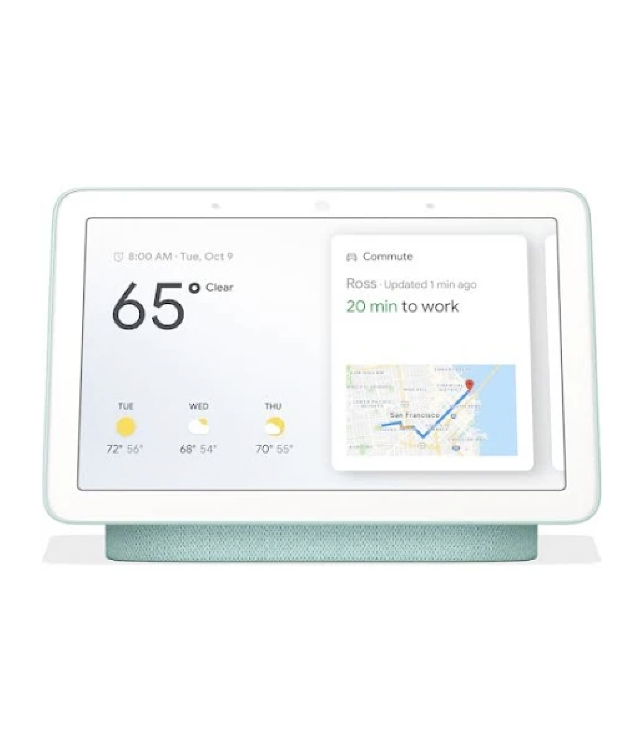 8:00 AM · Tue, Oct 9
65° Clear
TUE
WED
THU
72° 56°
68° 54°
70° 55°
Commute
Ross · Updated 1 min ago
20 min to work
San Francisco